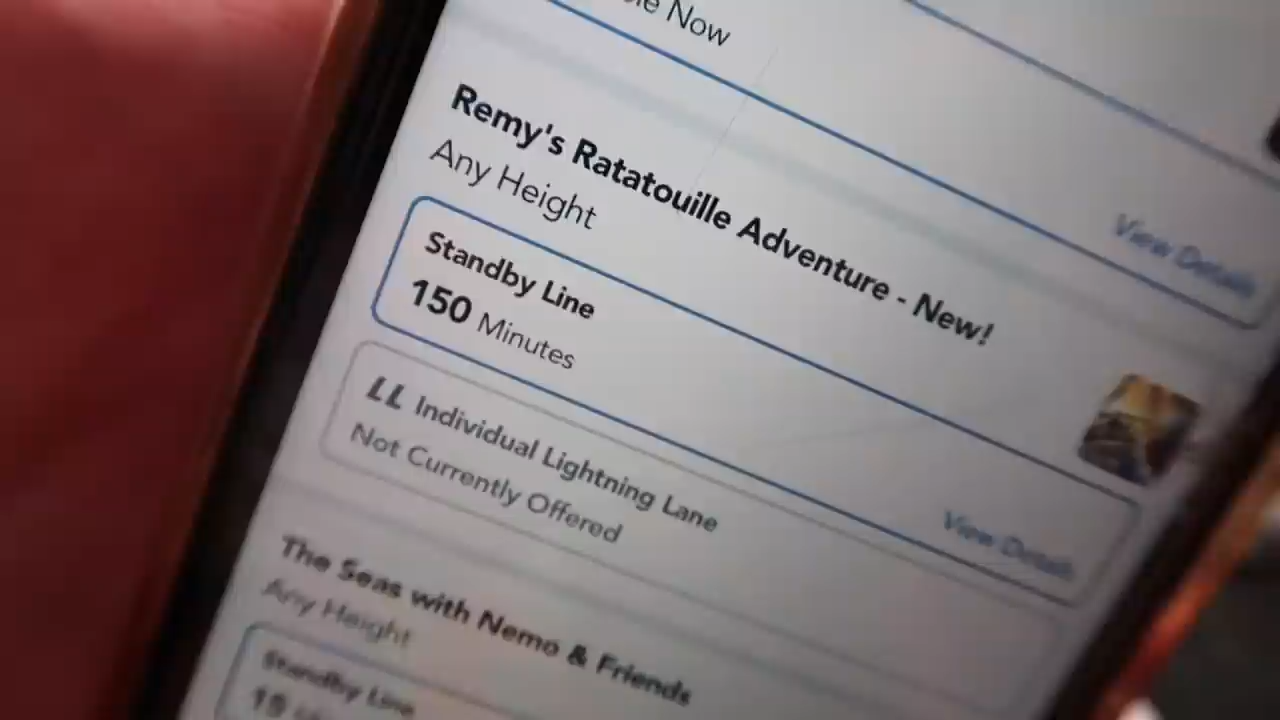 Now
View Details
Remy's Ratatouille Adventure - New!
Any Height
Standby Line
150 Minutes
View Details
LL Individual Lightning Lane
Not Currently Offered
The Seas with Nemo & Friends
Any Height
Standby Line